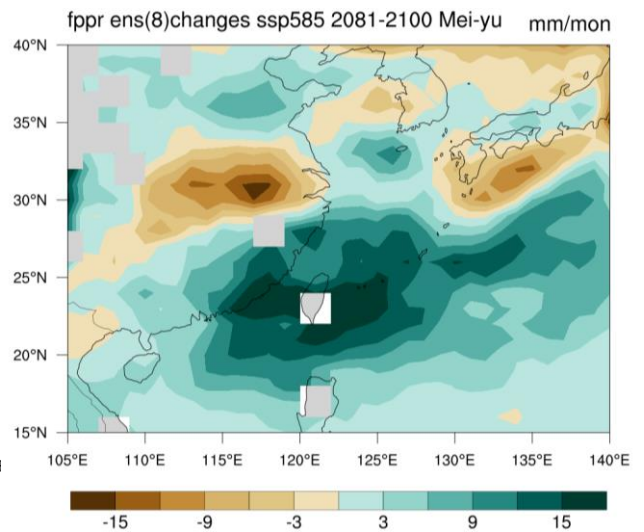 fppr ens(8)changes ssp585 2081-2100 Mei-yu mm/mon
40°N
35°N
30°N
25°N
20°N
15°N
105°E 110°E 115°E 120°E 125°E 130°E 135°E 140°E
-15 -9 -3 3 9 15